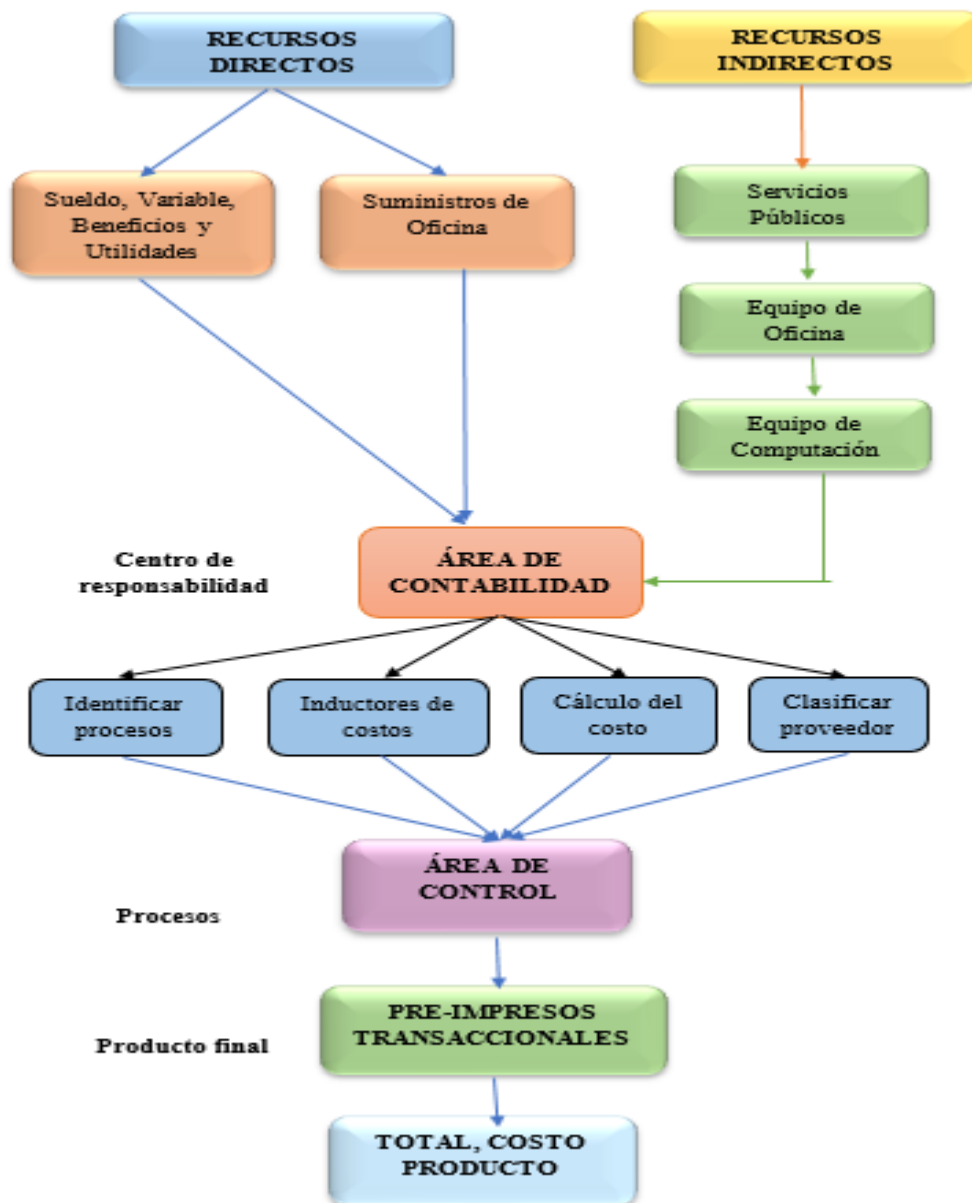 RECURSOS
DIRECTOS
RECURSOS
INDIRECTOS
Sueldo, Variable,
Beneficios y
Utilidades
Suministros de
Oficina
Servicios
Públicos
Equipo de
Oficina
Equipo de
Computación
Centro de
responsabilidad
ÁREA DE
CONTABILIDAD
Identificar
procesos
Inductores de
costos
Cálculo del
costo
Clasificar
proveedor
ÁREA DE
CONTROL
Procesos
PRE-IMPRESOS
TRANSACCIONALES
Producto final
TOTAL, COSTO
PRODUCTO